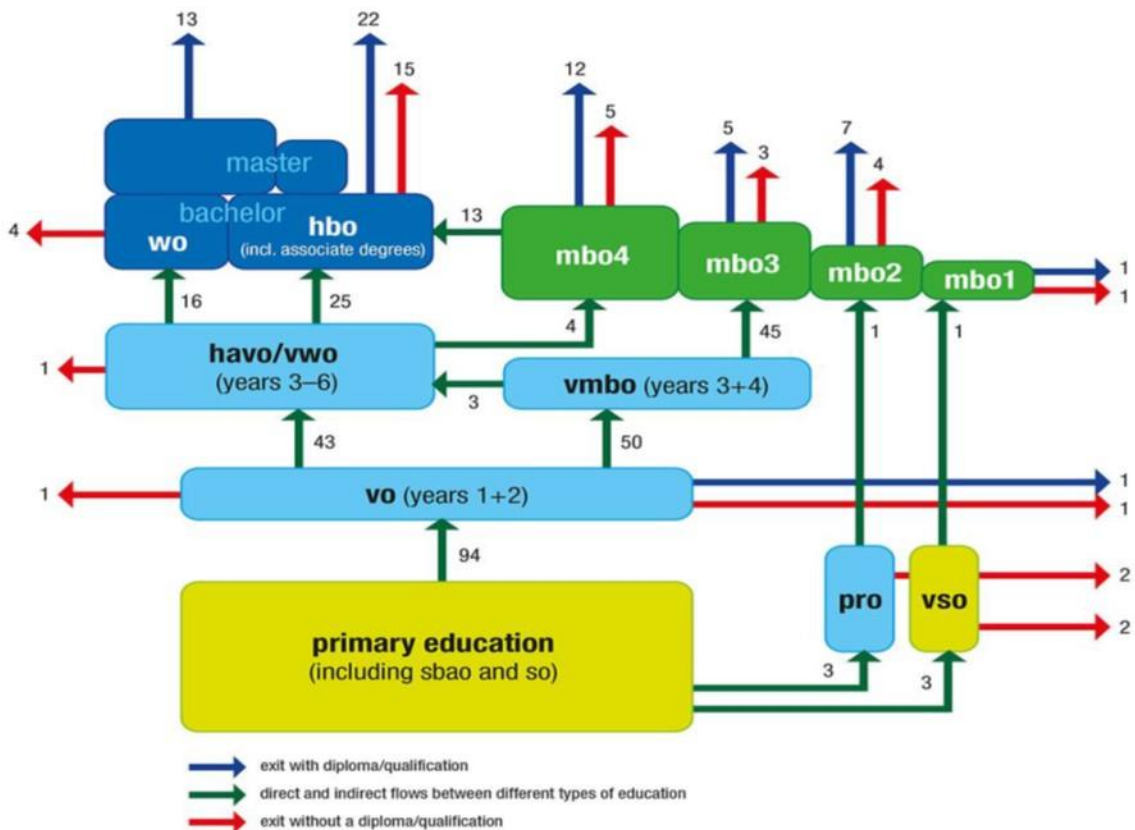 13
22
15
12
5
5
3
7
4
master
bachelor
4
wo
hbo
(incl. associate degrees)
13
mbo4
mbo3
mbo2
mbo1
1
1
16
25
4
45
1
1
1
havo/vwo
(years 3–6)
3
vmbo (years 3+4)
43
50
1
vo (years 1+2)
1
1
94
primary education
(including sbao and so)
pro
vso
2
2
3
3
exit with diploma/qualification
direct and indirect flows between different types of education
exit without a diploma/qualification